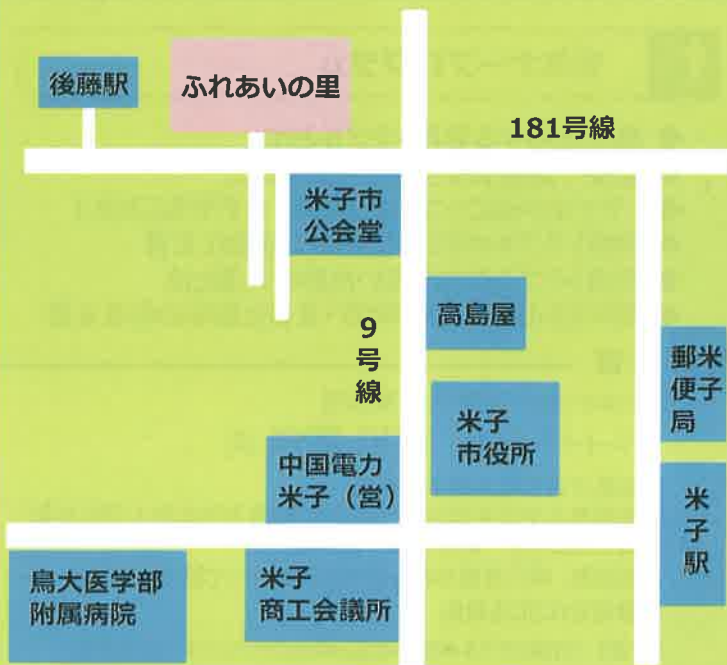 後藤駅
ふれあいの里
181号線
米子市
公会堂
高島屋
9
号
線
米子
市役所
郵米
便子
局
中国電力
米子（営）
米
子
駅
鳥大医学部
附属病院
米子
商工会議所